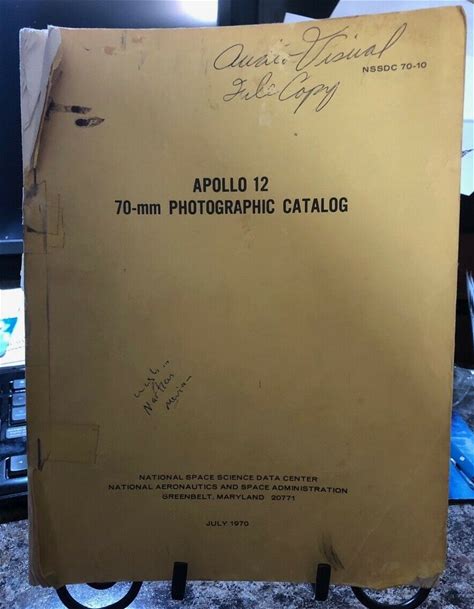 Audio-Visual
NSSDC 70-10
File Copy
APOLLO 12
70-mm PHOTOGRAPHIC CATALOG
NATIONAL SPACE SCIENCE DATA CENTER
NATIONAL AERONAUTICS AND SPACE ADMINISTRATION
GREENBELT, MARYLAND 20771
JULY 1970